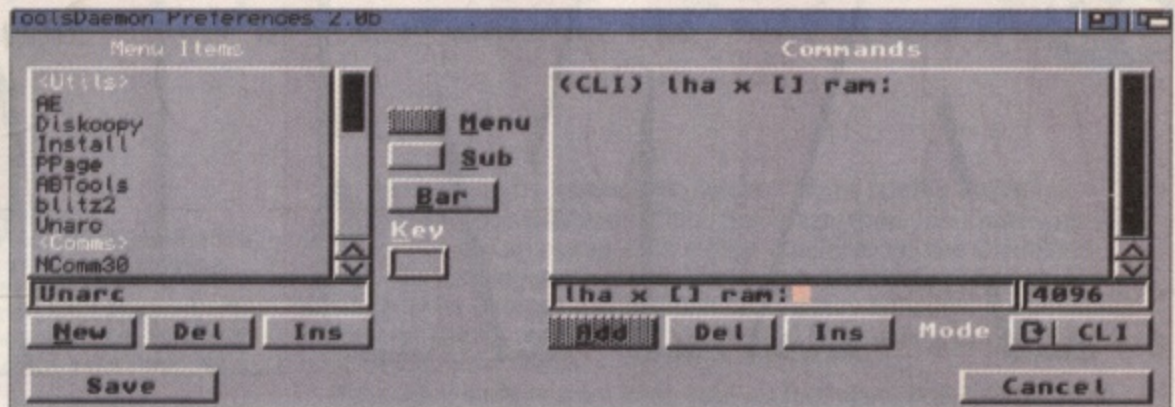 ToolsDaemon Preferences 2.0b
Menu Items
<Utils>
AE
Diskcopy
Install
PPage
ABTools
blitz2
Unarc
<Comms>
NComm30
Unarc
New Del Ins
Save
Menu
Sub
Bar
Key
Commands
(CLI) lha x [] ram:
lha x [] ram: 4096
Add Del Ins Mode CLI
Cancel